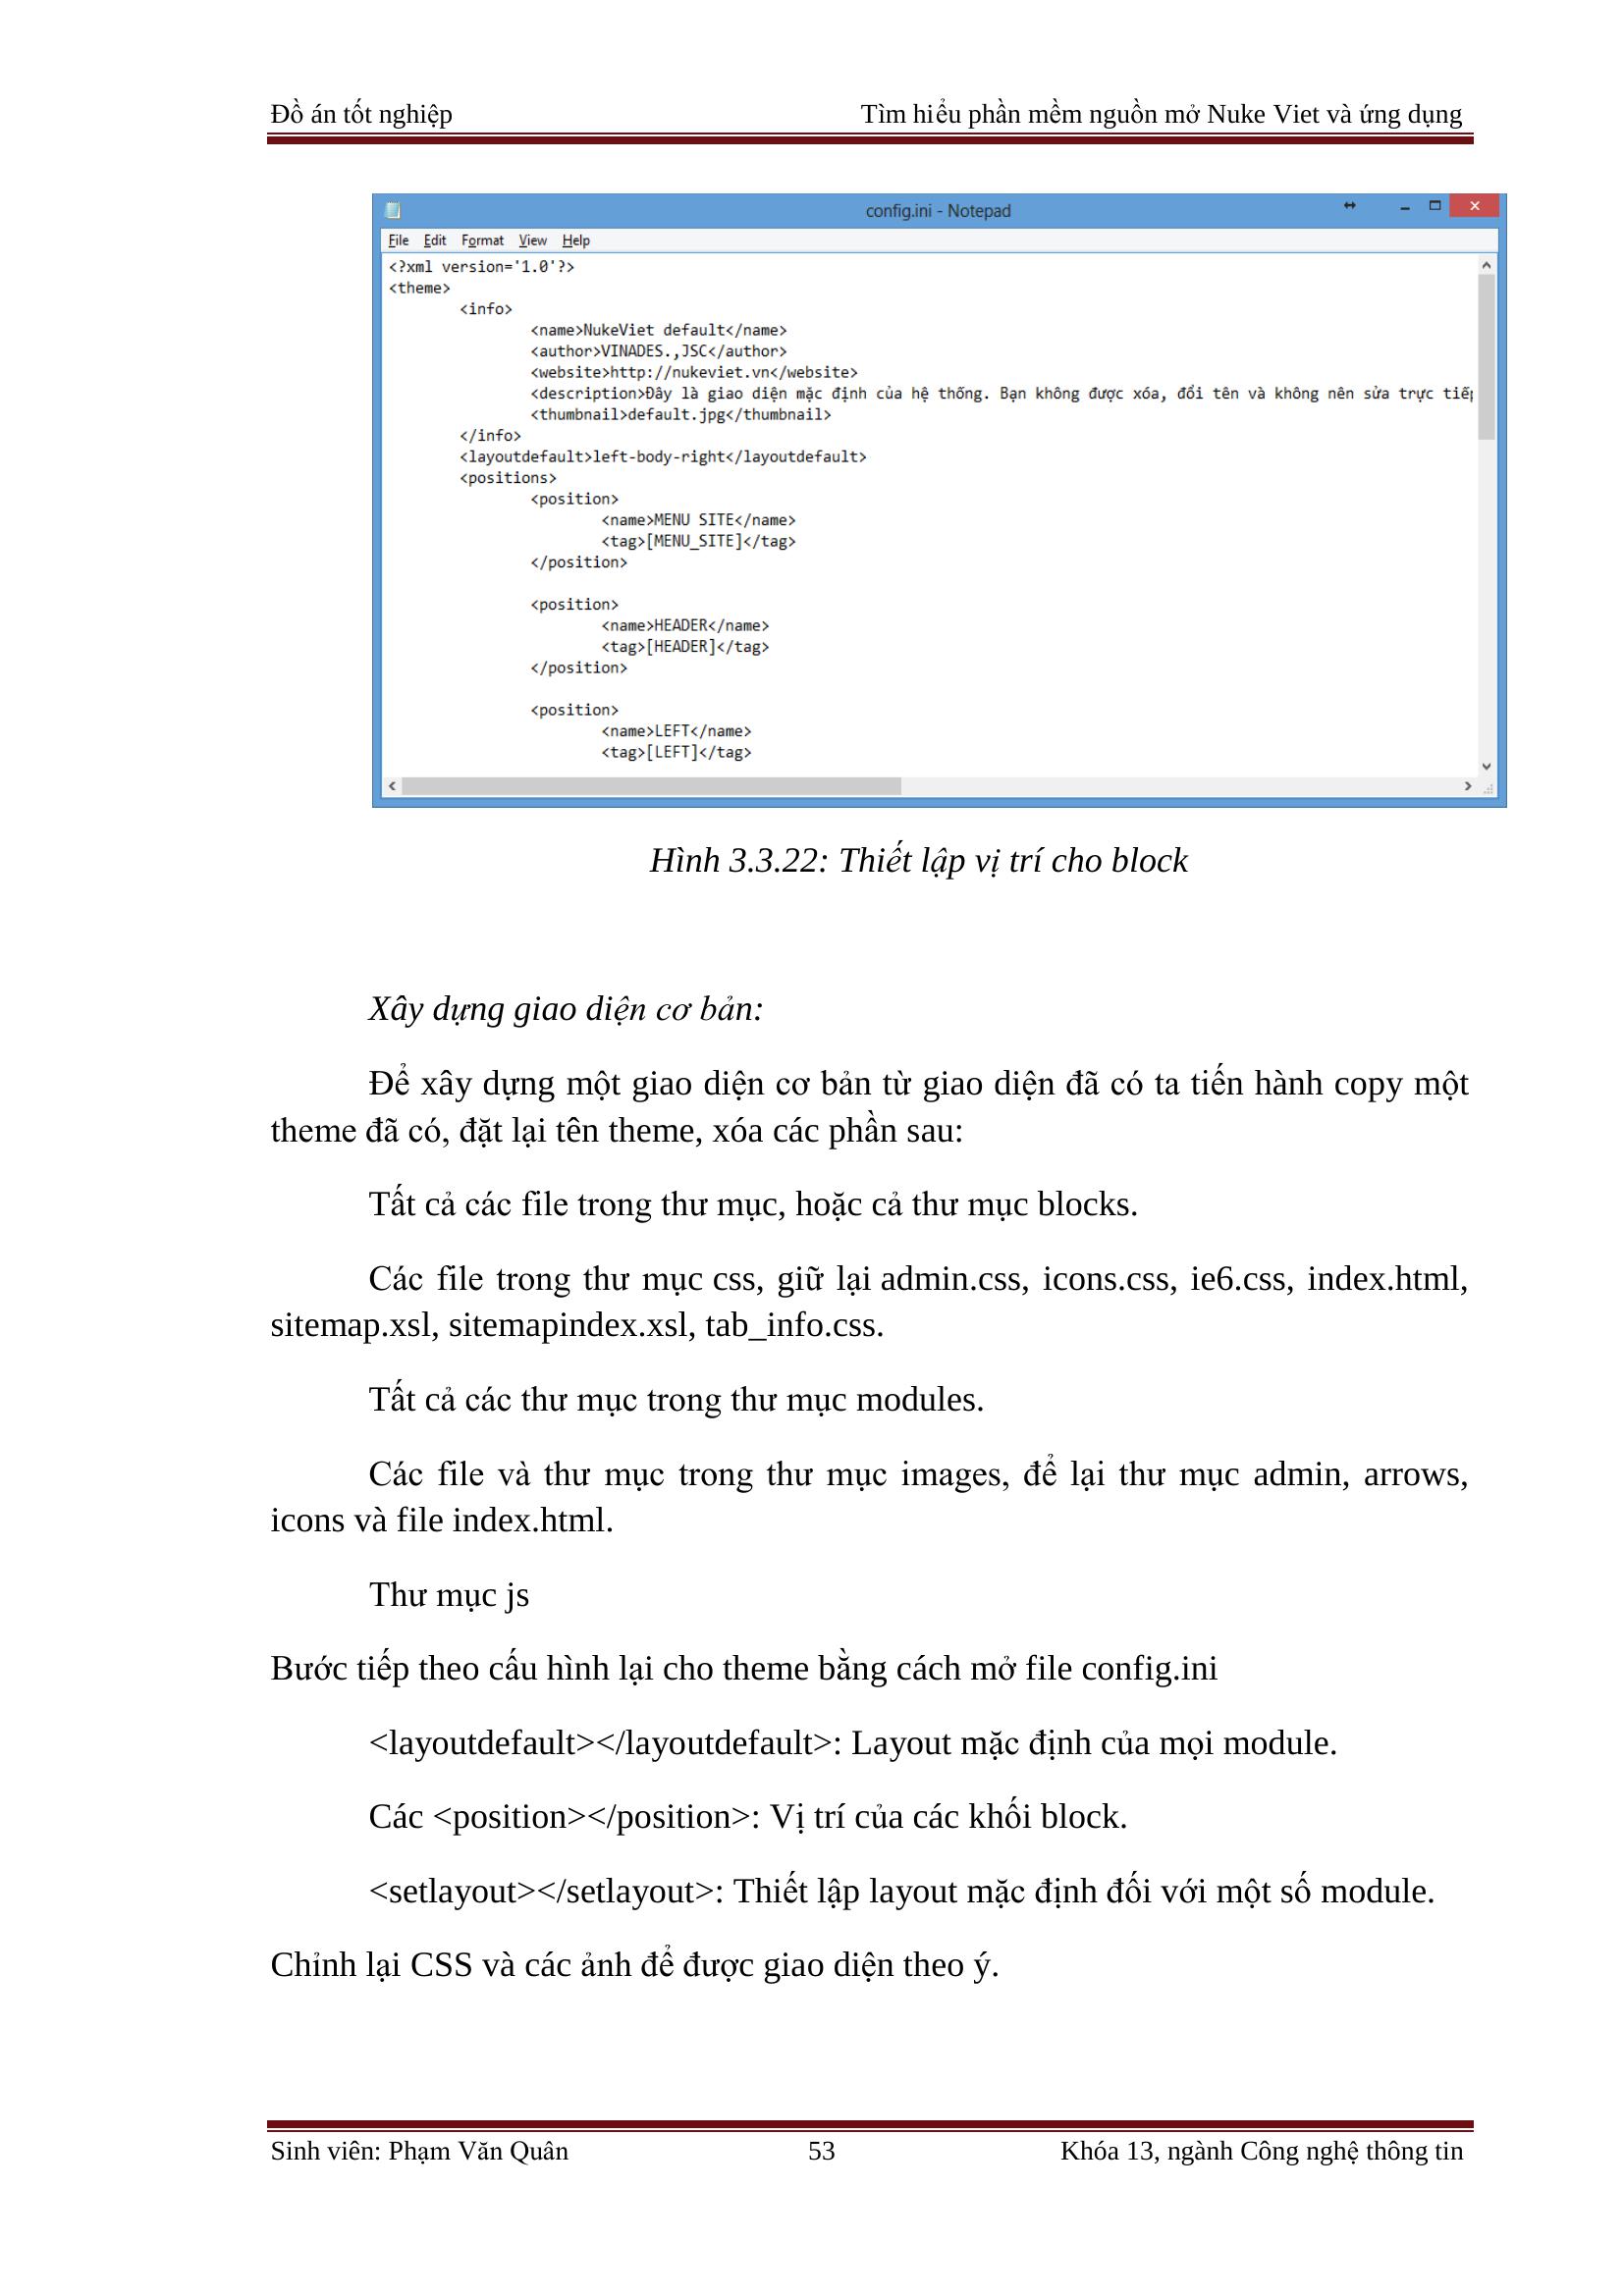 Đồ án tốt nghiệp Tìm hiểu phần mềm nguồn mở Nuke Viet và ứng dụng
config.ini - Notepad
File Edit Format View Help
<?xml version='1.0'?>
<theme>
<info>
<name>NukeViet default</name>
<author>VINADES.,JSC</author>
<website>http://nukeviet.vn</website>
<description>Đây là giao diện mặc định của hệ thống. Bạn không được xóa, đổi tên và không nên sửa trực tiếp
<thumbnail>default.jpg</thumbnail>
</info>
<layoutdefault>left-body-right</layoutdefault>
<positions>
<position>
<name>MENU SITE</name>
<tag>[MENU_SITE]</tag>
</position>
<position>
<name>HEADER</name>
<tag>[HEADER]</tag>
</position>
<position>
<name>LEFT</name>
<tag>[LEFT]</tag>
Hình 3.3.22: Thiết lập vị trí cho block
Xây dựng giao diện cơ bản:
Để xây dựng một giao diện cơ bản từ giao diện đã có ta tiến hành copy một
theme đã có, đặt lại tên theme, xóa các phần sau:
Tất cả các file trong thư mục, hoặc cả thư mục blocks.
Các file trong thư mục css, giữ lại admin.css, icons.css, ie6.css, index.html,
sitemap.xsl, sitemapindex.xsl, tab_info.css.
Tất cả các thư mục trong thư mục modules.
Các file và thư mục trong thư mục images, để lại thư mục admin, arrows,
icons và file index.html.
Thư mục js
Bước tiếp theo cấu hình lại cho theme bằng cách mở file config.ini
<layoutdefault></layoutdefault>: Layout mặc định của mọi module.
Các <position></position>: Vị trí của các khối block.
<setlayout></setlayout>: Thiết lập layout mặc định đối với một số module.
Chỉnh lại CSS và các ảnh để được giao diện theo ý.
Sinh viên: Phạm Văn Quân 53 Khóa 13, ngành Công nghệ thông tin